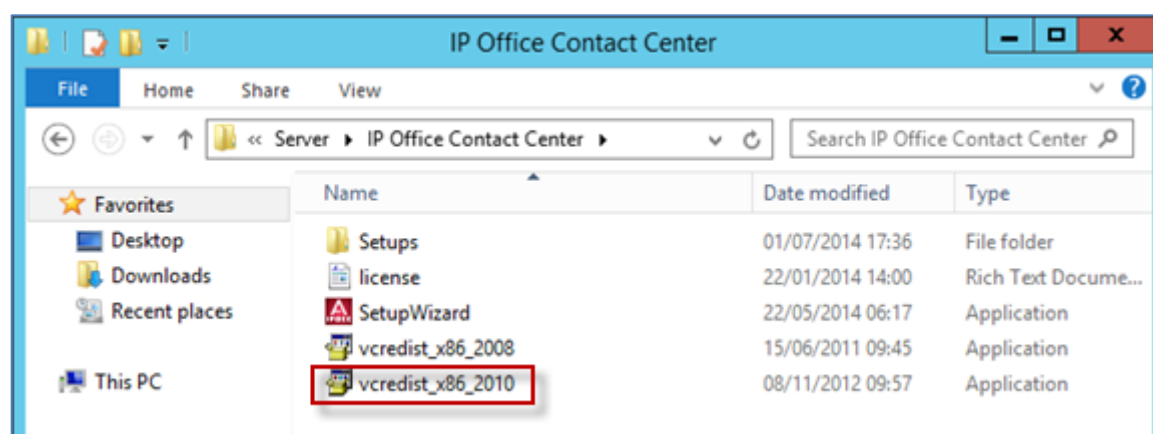 IP Office Contact Center
File Home Share View
« Server IP Office Contact Center Search IP Office Contact Center
Favorites
Desktop
Downloads
Recent places
This PC
Name Date modified Type
Setups 01/07/2014 17:36 File folder
license 22/01/2014 14:00 Rich Text Docume...
SetupWizard 22/05/2014 06:17 Application
vcredist_x86_2008 15/06/2011 09:45 Application
vcredist_x86_2010 08/11/2012 09:57 Application